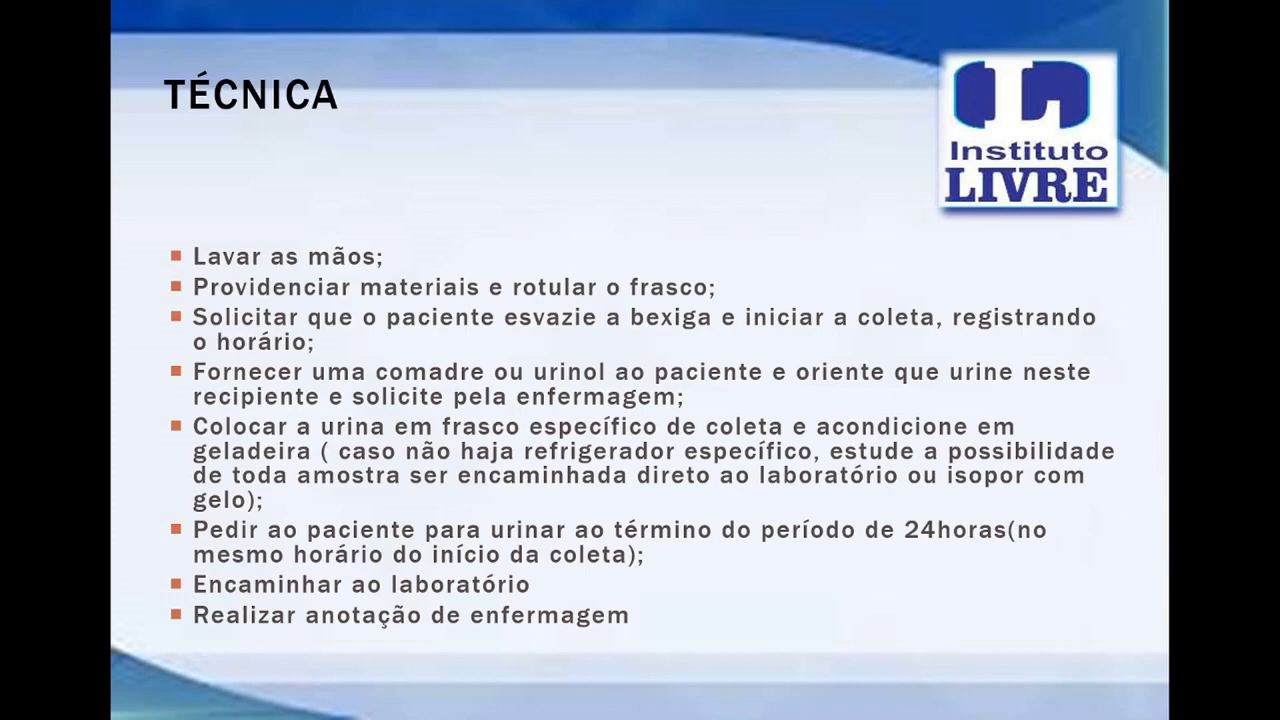 TÉCNICA
Instituto
LIVRE
Lavar as mãos;
Providenciar materiais e rotular o frasco;
Solicitar que o paciente esvazie a bexiga e iniciar a coleta, registrando
o horário;
Fornecer uma comadre ou urinol ao paciente e oriente que urine neste
recipiente e solicite pela enfermagem;
Colocar a urina em frasco específico de coleta e acondicione em
geladeira ( caso não haja refrigerador específico, estude a possibilidade
de toda amostra ser encaminhada direto ao laboratório ou isopor com
gelo);
Pedir ao paciente para urinar ao término do período de 24horas(no
mesmo horário do início da coleta);
Encaminhar ao laboratório
Realizar anotação de enfermagem